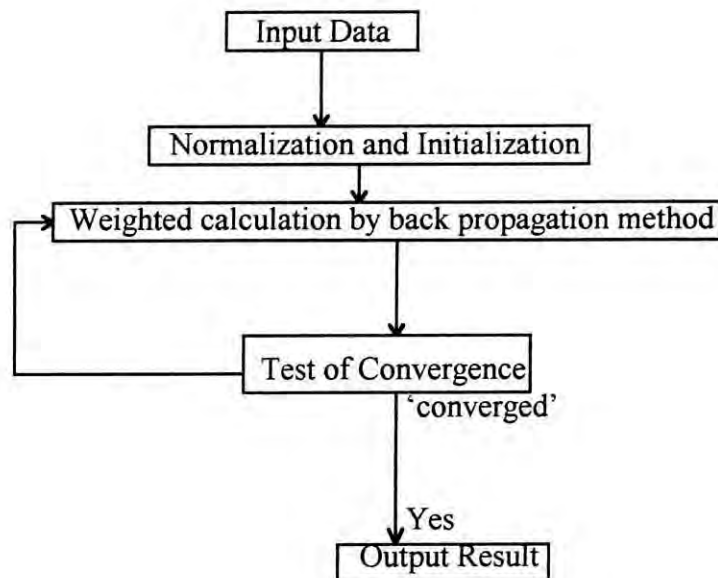 Input Data
Normalization and Initialization
Weighted calculation by back propagation method
Test of Convergence
‘converged’
Yes
Output Result